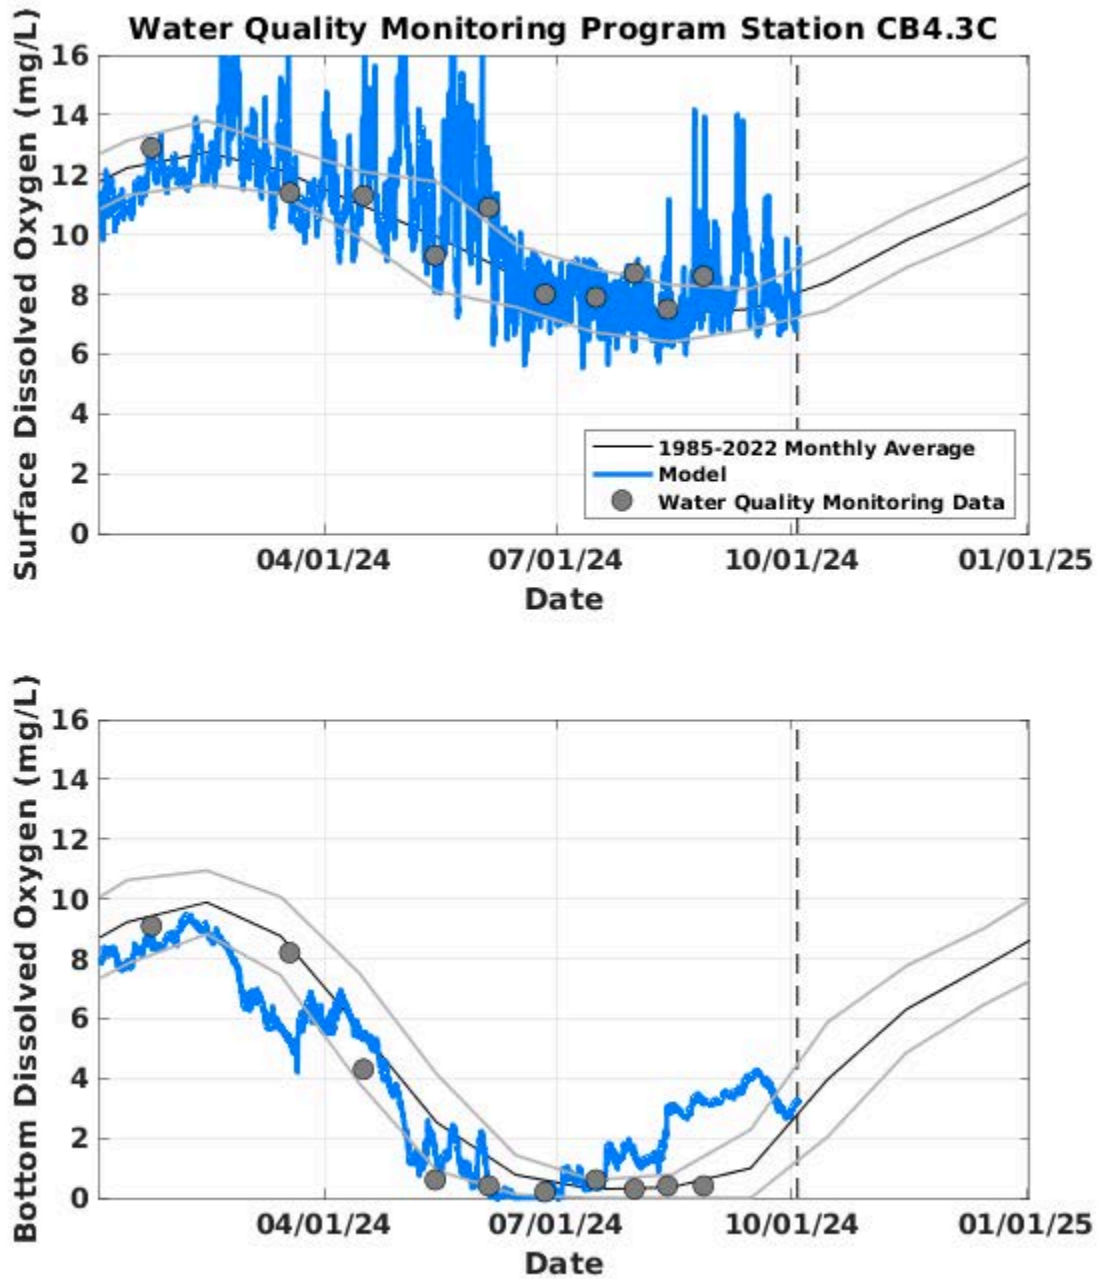 Water Quality Monitoring Program Station CB4.3C
Surface Dissolved Oxygen (mg/L)
16
14
12
10
8
6
4
2
0
1985-2022 Monthly Average
Model
Water Quality Monitoring Data
04/01/24 07/01/24 10/01/24 01/01/25
Date
Bottom Dissolved Oxygen (mg/L)
16
14
12
10
8
6
4
2
0
04/01/24 07/01/24 10/01/24 01/01/25
Date